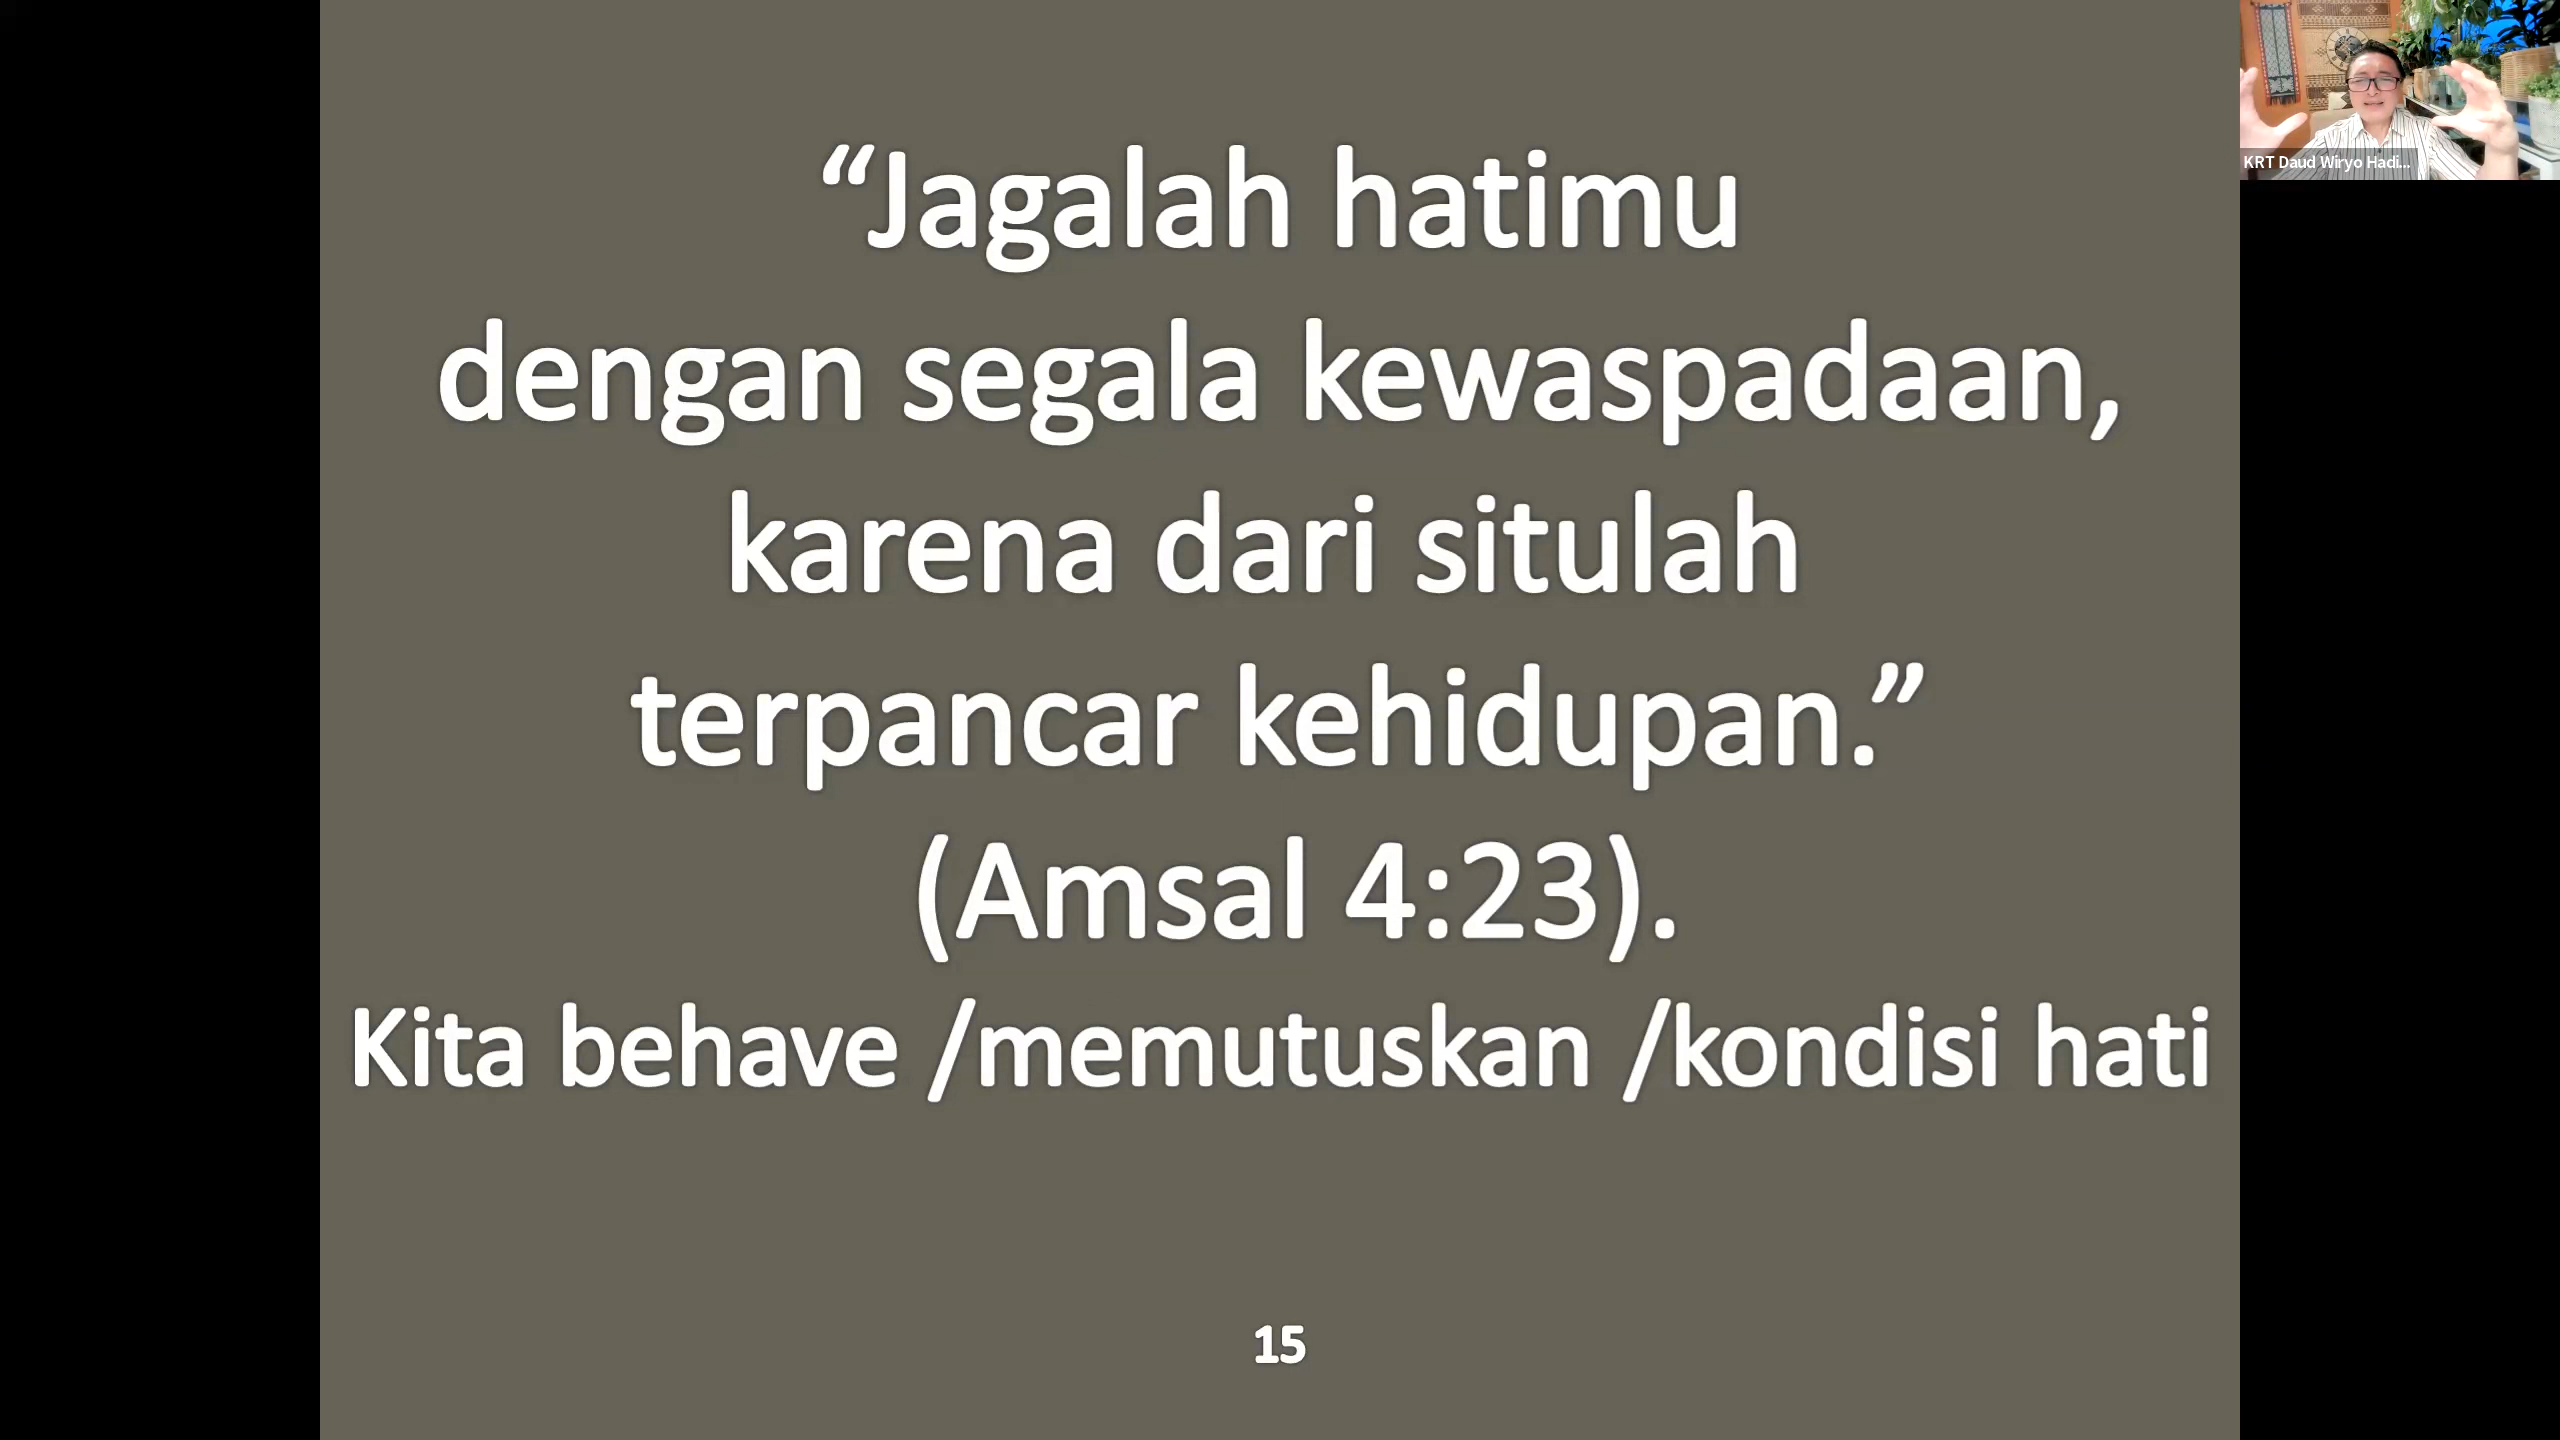 “Jagalah hatimu
dengan segala kewaspadaan,
karena dari situlah
terpancar kehidupan.”
(Amsal 4:23).
Kita behave /memutuskan /kondisi hati
15
KRT Daud Wiryo Hadi...